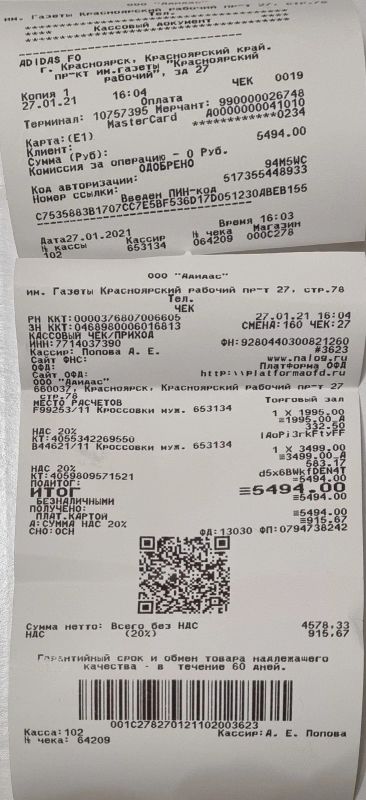 ООО "Адидас"
им. Газеты Красноярский рабочий пр-т 27, стр.78
Тел.
**** ****
**** Кассовый документ ****
ADIDAS FO
г. Красноярск, Красноярский край.
пр-кт им.газеты "Красноярский
рабочий", зА 27
Копия 1 ЧЕК 0019
27.01.21 16:04
Оплата
Терминал: 10757395 Мерчант: 990000026748
MasterCard A0000000041010
Карта:(E1) ************0234
Клиент:
Сумма (Руб): 5494.00
Комиссия за операцию - 0 Руб.
ОДОБРЕНО
Код авторизации: 94M5WC
Номер ссылки: 517355448933
Введен ПИН-код
C7535883B1707CC7E5BF536D17D051230ABEB156
Дата27.01.2021 Время 16:03
№ кассы Кассир № чека Магазин
102 653134 064209 000C278
ООО "Адидас"
им. Газеты Красноярский рабочий пр-т 27, стр.78
Тел.
ЧЕК
РН ККТ:0003768007006605 27.01.21 16:04
ЗН ККТ:0468980006016813 СМЕНА:160 ЧЕК:27
КАССОВЫЙ ЧЕК/ПРИХОД
ИНН:7714037390 ФН:9280440300821260
Кассир: Попова А. Е. #3623
Сайт ФНС: www.nalog.ru
ОФД: Платформа ОФД
Сайт ОФД: http:\\platformaofd.ru
ООО "Адидас"
660037, Красноярск, Красноярский рабочий пр-т 27
стр.78
МЕСТО РАСЧЕТОВ Торговый зал
F99253/11 Кроссовки муж. 653134
1 X 1995.00
≡1995.00_А
НДС 20% 332.50
КТ:4055342269550 IAoPj3rkFtyFF
B44621/11 Кроссовки муж. 653134
1 X 3499.00
≡3499.00_А
НДС 20% 583.17
КТ:4059809571521 d5x6BWkfDEN4T
ПОДИТОГ: ≡5494.00
ИТОГ ≡5494.00
БЕЗНАЛИЧНЫМИ ≡5494.00
ПОЛУЧЕНО:
ПЛАТ.КАРТОЙ ≡5494.00
А:СУММА НДС 20% ≡915.67
СНО:ОСН ФД:13030 ФП:0794738242
Сумма нетто: Всего без НДС 4578,33
НДС (20%) 915,67
Гарантийный срок и обмен товара надлежащего
качества - в течение 60 дней.
001C278270121102003623
Касса:102 Кассир:А. Е. Попова
№ чека: 64209